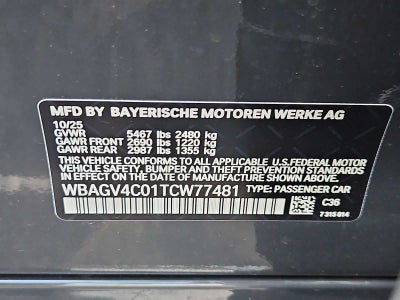 MFD BY BAYERISCHE MOTOREN WERKE AG
10/25
GVWR 5467 lbs 2480 kg
GAWR FRONT 2690 lbs 1220 kg
GAWR REAR 2987 lbs 1355 kg
THIS VEHICLE CONFORMS TO ALL APPLICABLE U.S.FEDERAL MOTOR
VEHICLE SAFETY, BUMPER AND THEFT PREVENTION STANDARDS IN
EFFECT ON THE DATE OF MANUFACTURE SHOWN ABOVE.
WBAGV4C01TCW77481 TYPE: PASSENGER CAR
C36
7315814